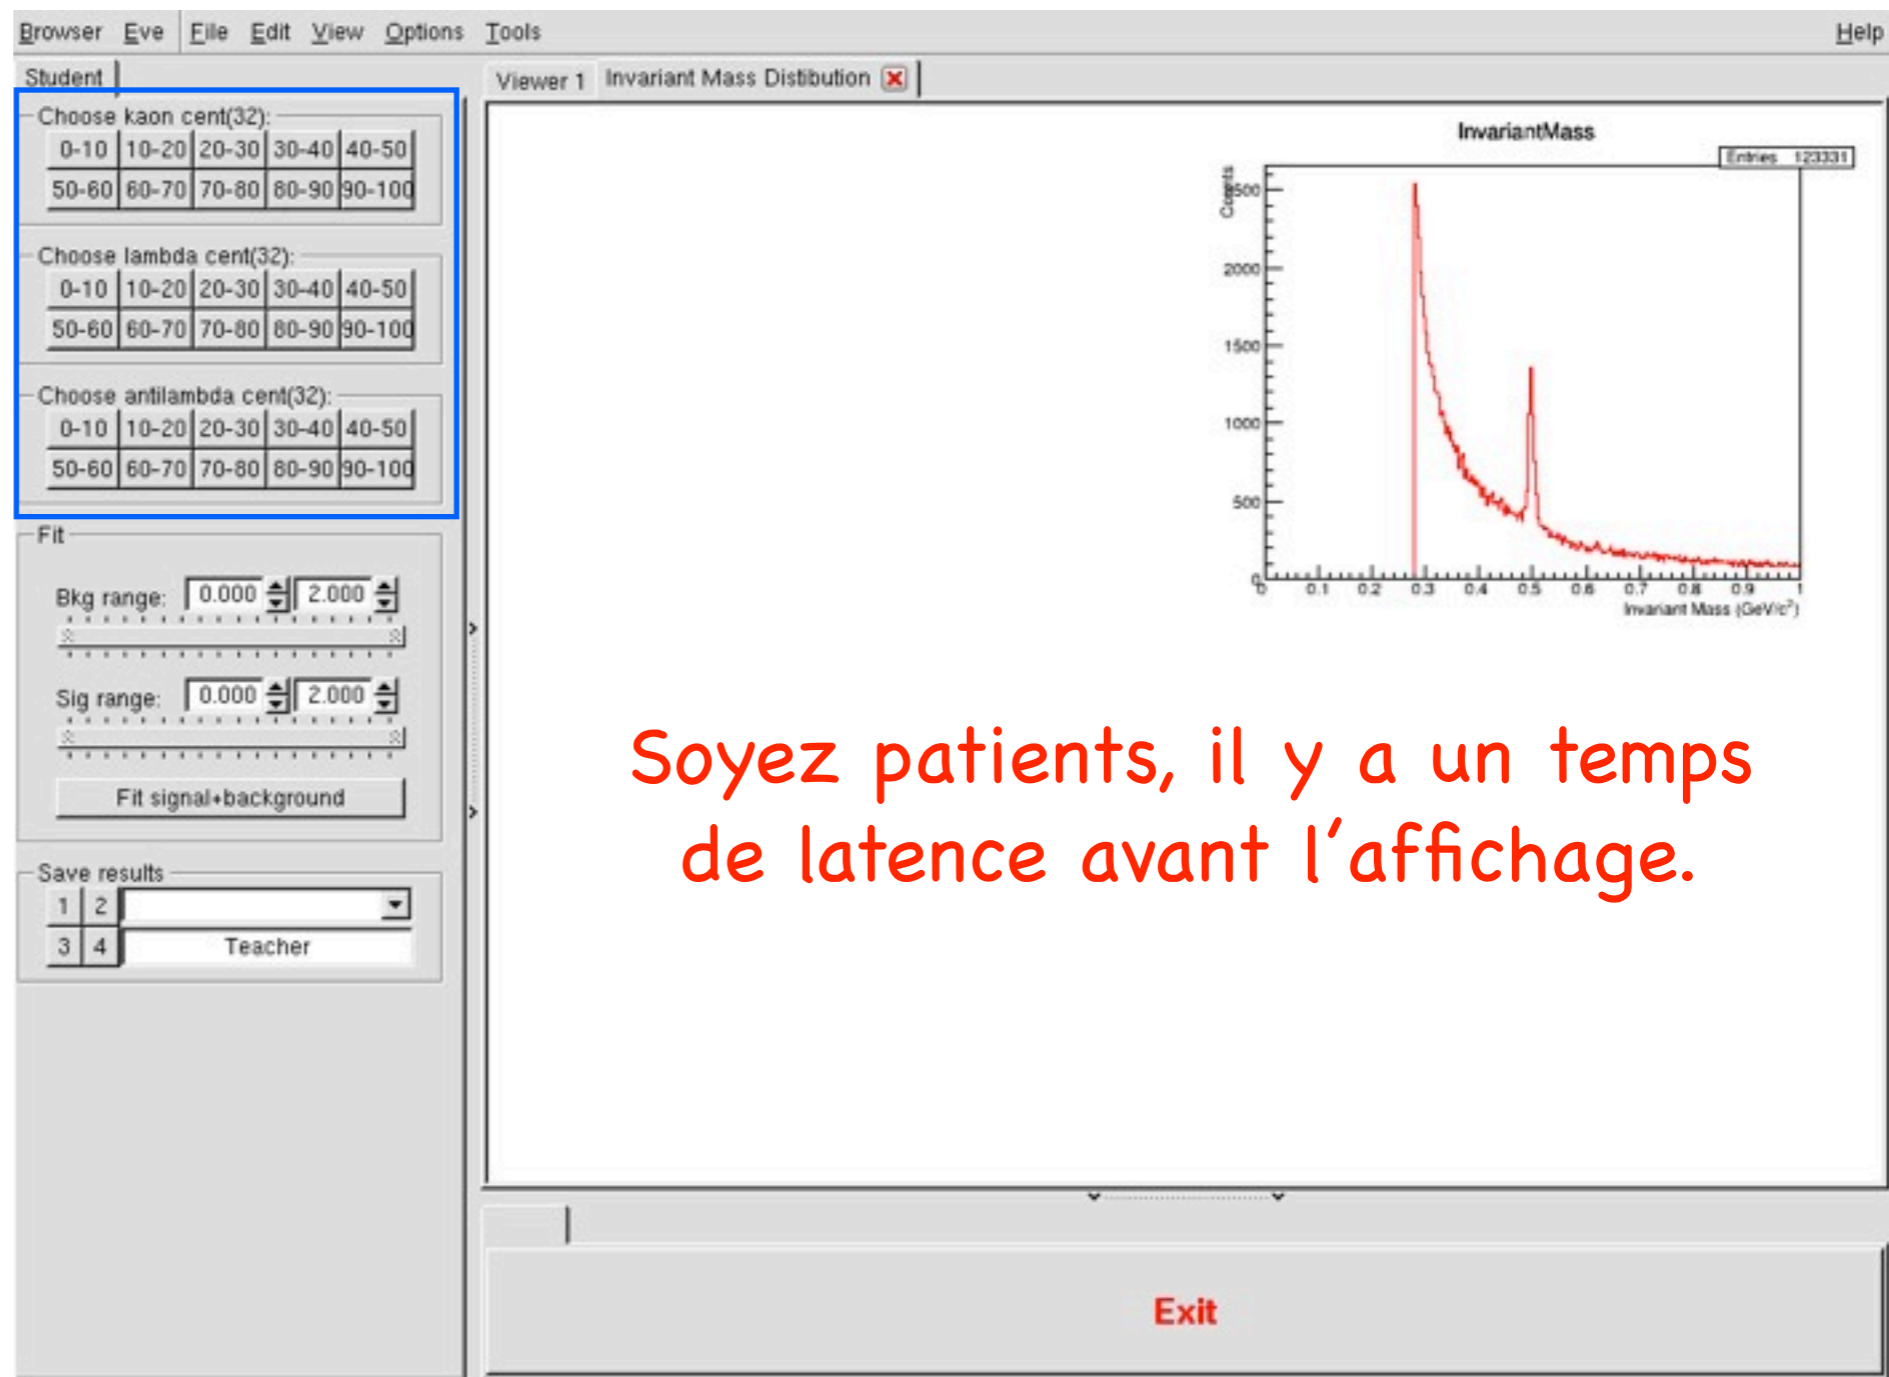 Browser Eve File Edit View Options Tools Help
Student
Viewer 1 Invariant Mass Distibution
Choose kaon cent(32):
0-10 10-20 20-30 30-40 40-50
50-60 60-70 70-80 80-90 90-100
Choose lambda cent(32):
0-10 10-20 20-30 30-40 40-50
50-60 60-70 70-80 80-90 90-100
Choose antilambda cent(32):
0-10 10-20 20-30 30-40 40-50
50-60 60-70 70-80 80-90 90-100
Fit
Bkg range: 0.000 2.000
Sig range: 0.000 2.000
Fit signal+background
Save results
1 2
3 4 Teacher
InvariantMass
Entries 123331
Counts
2500
2000
1500
1000
500
0
0 0.1 0.2 0.3 0.4 0.5 0.6 0.7 0.8 0.9 1
Invariant Mass (GeV/c²)
Soyez patients, il y a un temps
de latence avant l'affichage.
Exit